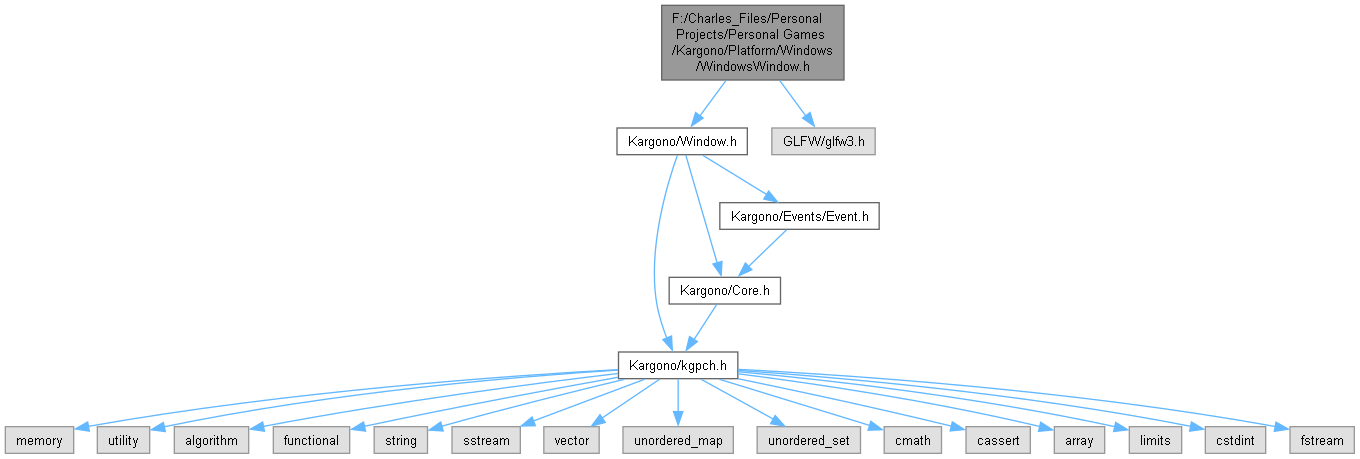 F:/Charles_Files/Personal
Projects/Personal Games
/Kargono/Platform/Windows
/WindowsWindow.h
Kargono/Window.h
GLFW/glfw3.h
Kargono/Events/Event.h
Kargono/Core.h
Kargono/kgpch.h
memory
utility
algorithm
functional
string
sstream
vector
unordered_map
unordered_set
cmath
cassert
array
limits
cstdint
fstream